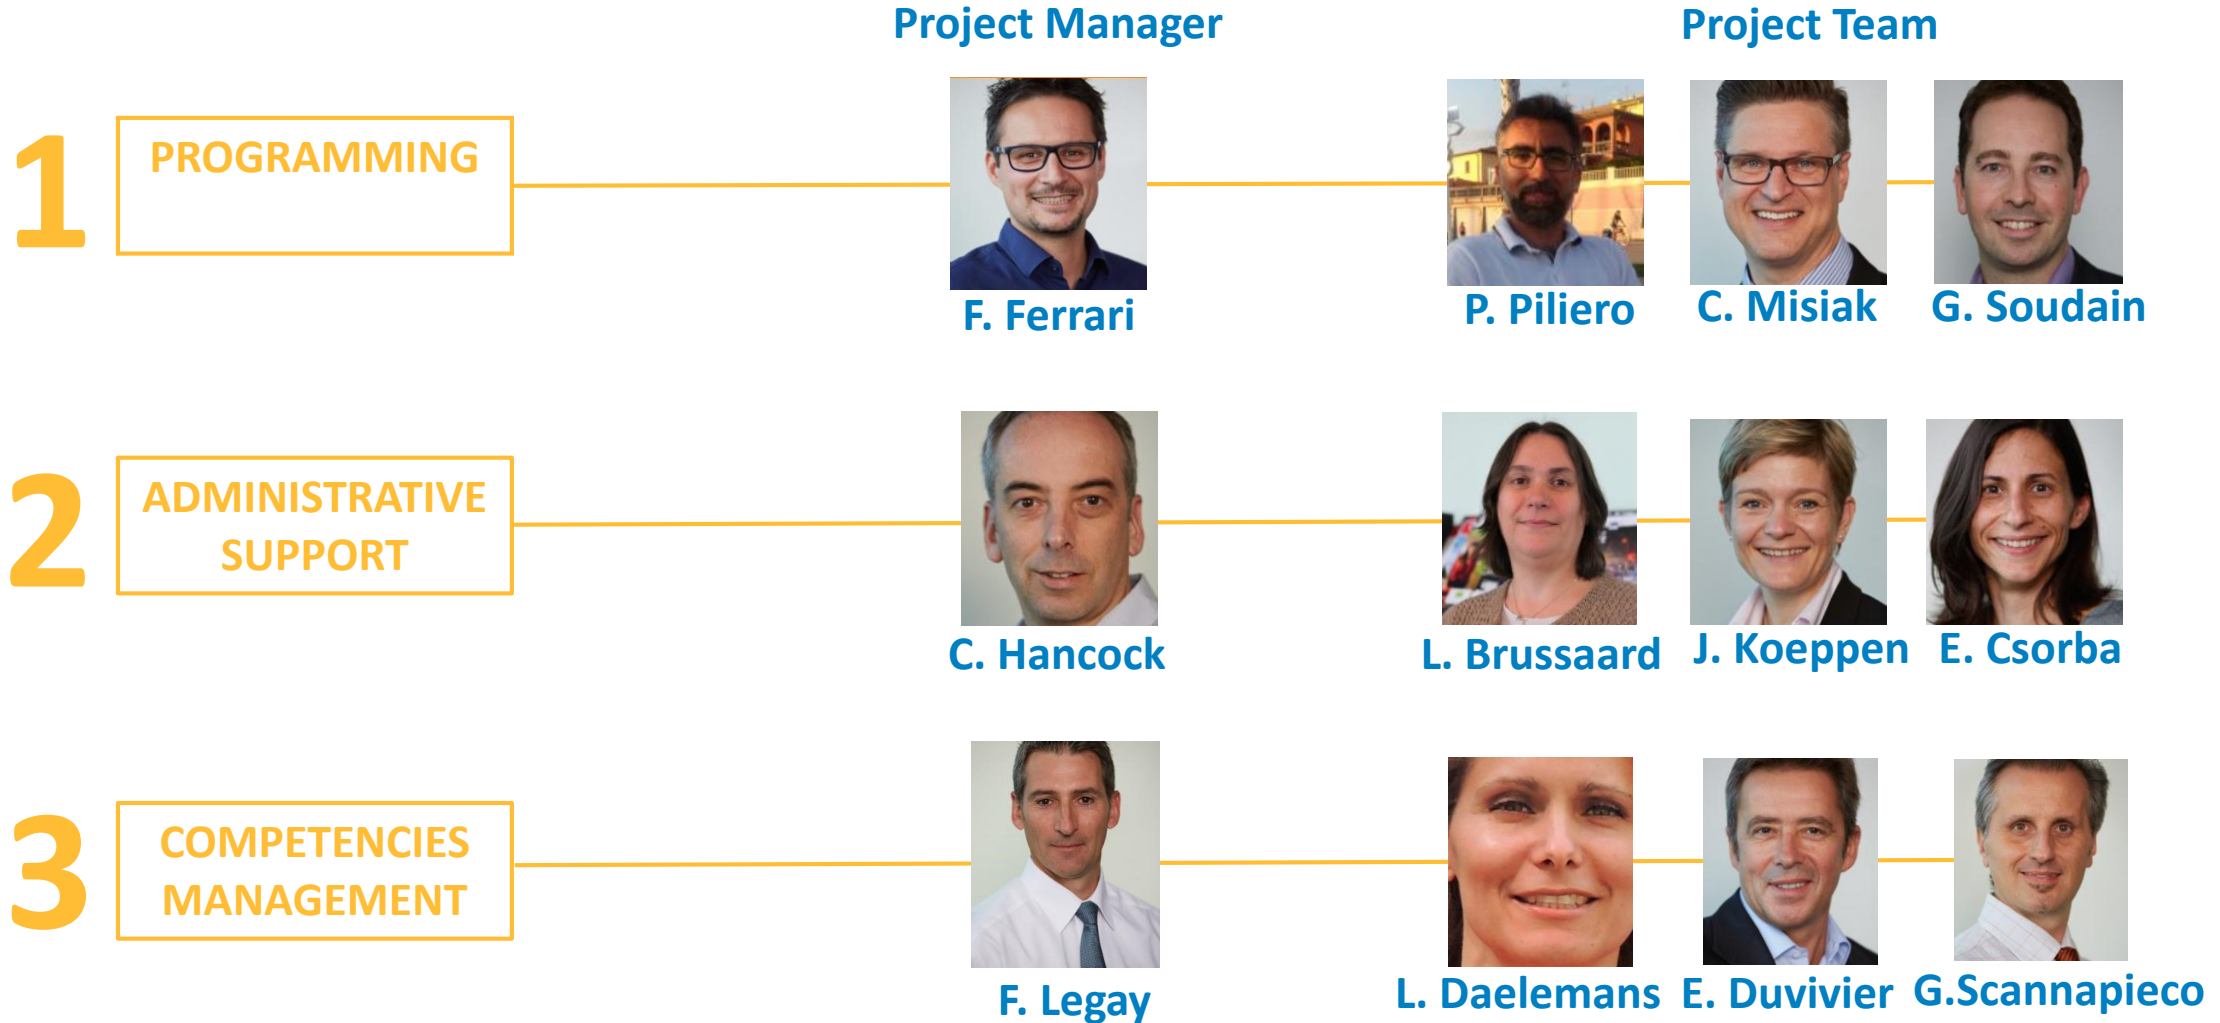 Project Manager
Project Team
1
PROGRAMMING
F. Ferrari
P. Piliero
C. Misiak
G. Soudain
2
ADMINISTRATIVE
SUPPORT
C. Hancock
L. Brussaard
J. Koeppen
E. Csorba
3
COMPETENCIES
MANAGEMENT
F. Legay
L. Daelemans
E. Duvivier
G.Scannapieco